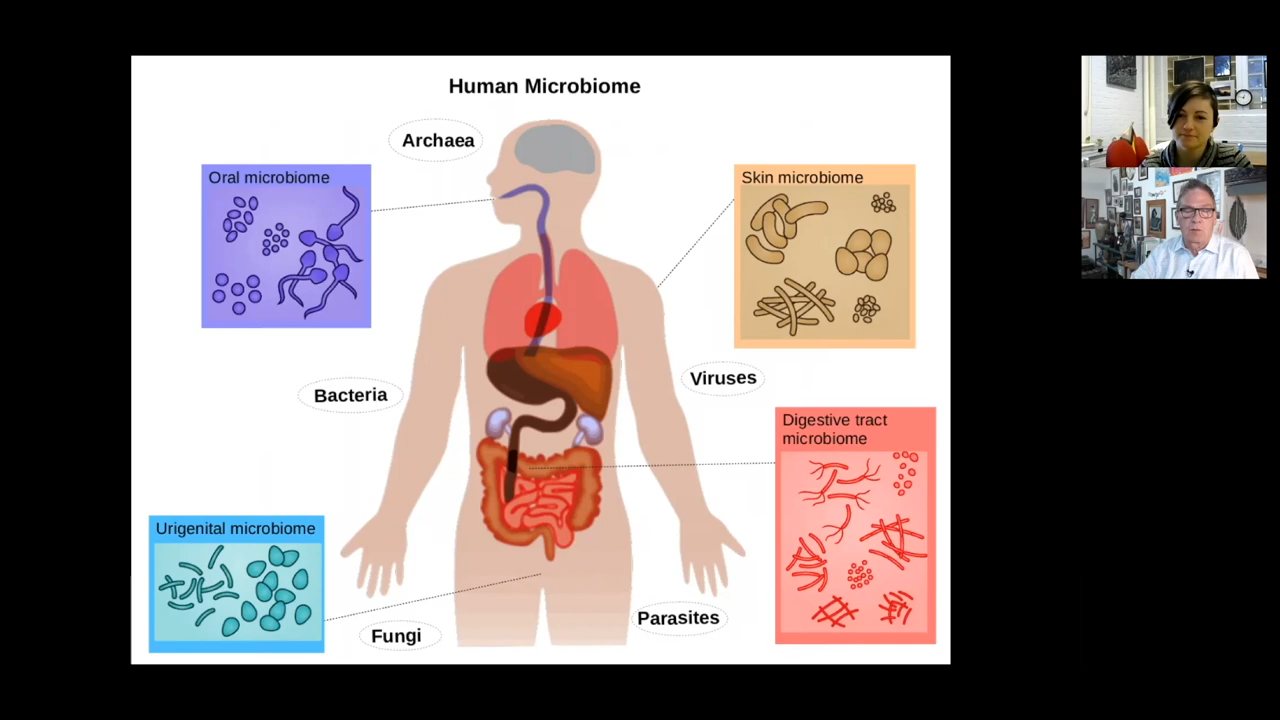 Human Microbiome
Archaea
Oral microbiome
Skin microbiome
Bacteria
Viruses
Digestive tract
microbiome
Urigenital microbiome
Parasites
Fungi